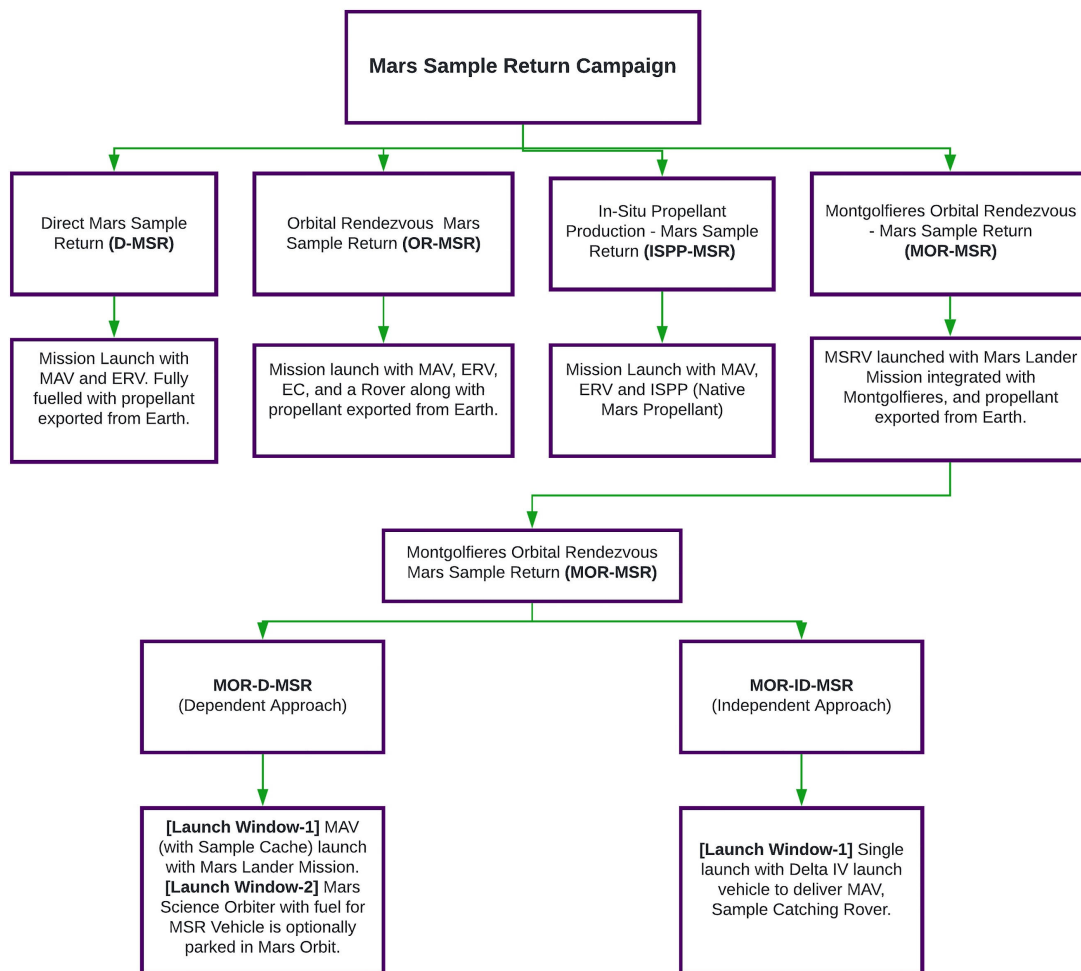 Mars Sample Return Campaign
Direct Mars Sample
Return (D-MSR)
Orbital Rendezvous Mars
Sample Return (OR-MSR)
In-Situ Propellant
Production - Mars Sample
Return (ISPP-MSR)
Montgolfieres Orbital Rendezvous
- Mars Sample Return
(MOR-MSR)
Mission Launch with
MAV and ERV. Fully
fuelled with propellant
exported from Earth.
Mission launch with MAV, ERV,
EC, and a Rover along with
propellant exported from Earth.
Mission Launch with MAV,
ERV and ISPP (Native
Mars Propellant)
MSRV launched with Mars Lander
Mission integrated with
Montgolfieres, and propellant
exported from Earth.
Montgolfieres Orbital Rendezvous
Mars Sample Return (MOR-MSR)
MOR-D-MSR
(Dependent Approach)
MOR-ID-MSR
(Independent Approach)
[Launch Window-1] MAV
(with Sample Cache) launch
with Mars Lander Mission.
[Launch Window-2] Mars
Science Orbiter with fuel for
MSR Vehicle is optionally
parked in Mars Orbit.
[Launch Window-1] Single
launch with Delta IV launch
vehicle to deliver MAV,
Sample Catching Rover.